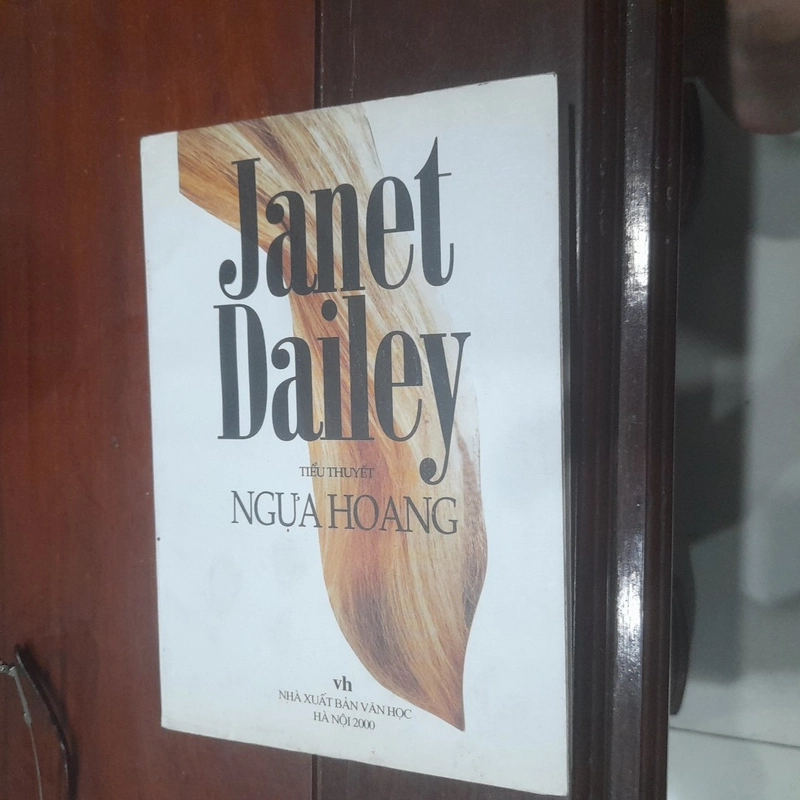 Janet
Dailey
TIỂU THUYẾT
NGỰA HOANG
vh
NHÀ XUẤT BẢN VĂN HỌC
HÀ NỘI 2000